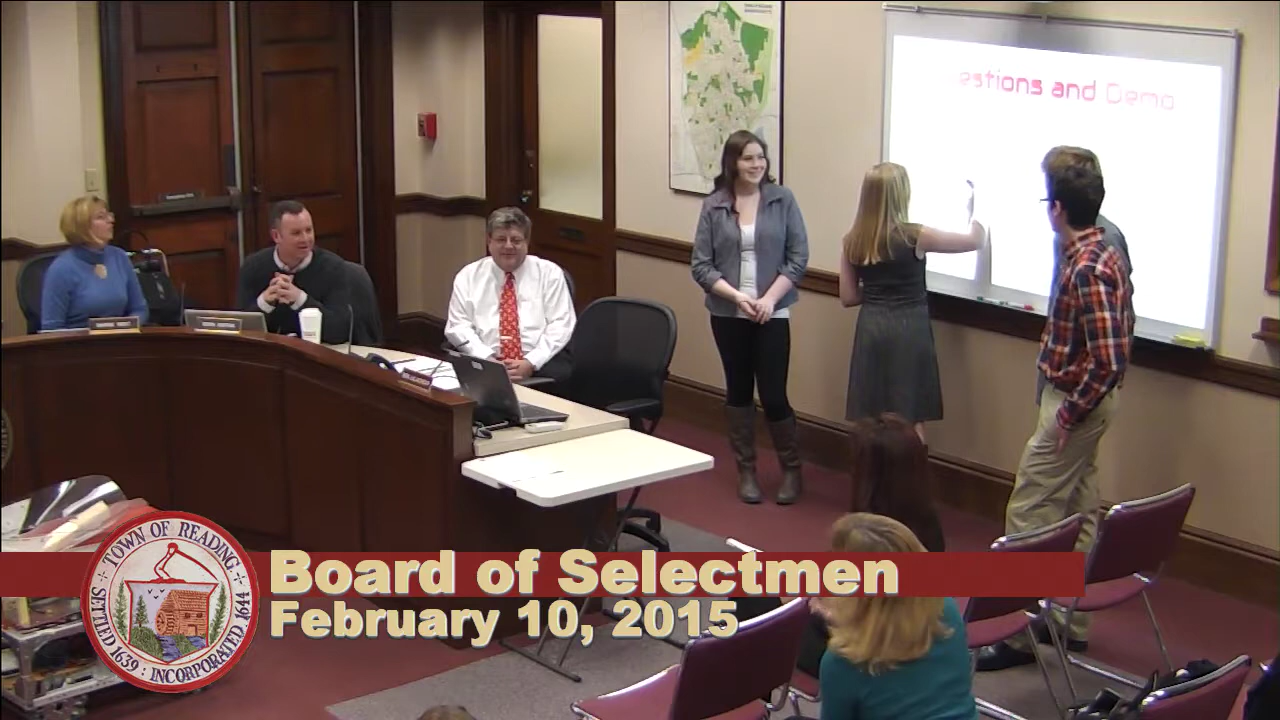 estions and Demo
Board of Selectmen
February 10, 2015
TOWN OF READING
SETTLED 1639 : INCORPORATED 1644